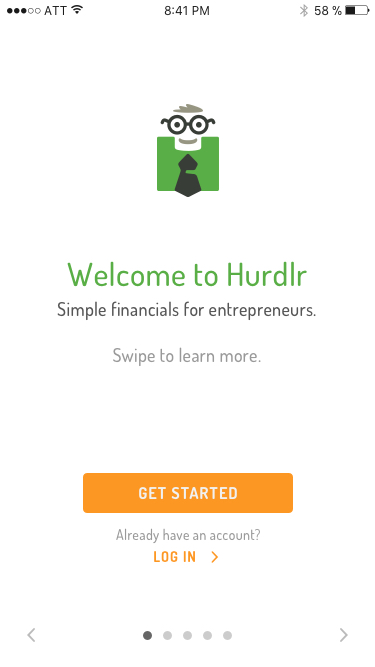 ATT 8:41 PM 58 %
Welcome to Hurdlr
Simple financials for entrepreneurs.
Swipe to learn more.
GET STARTED
Already have an account?
LOG IN